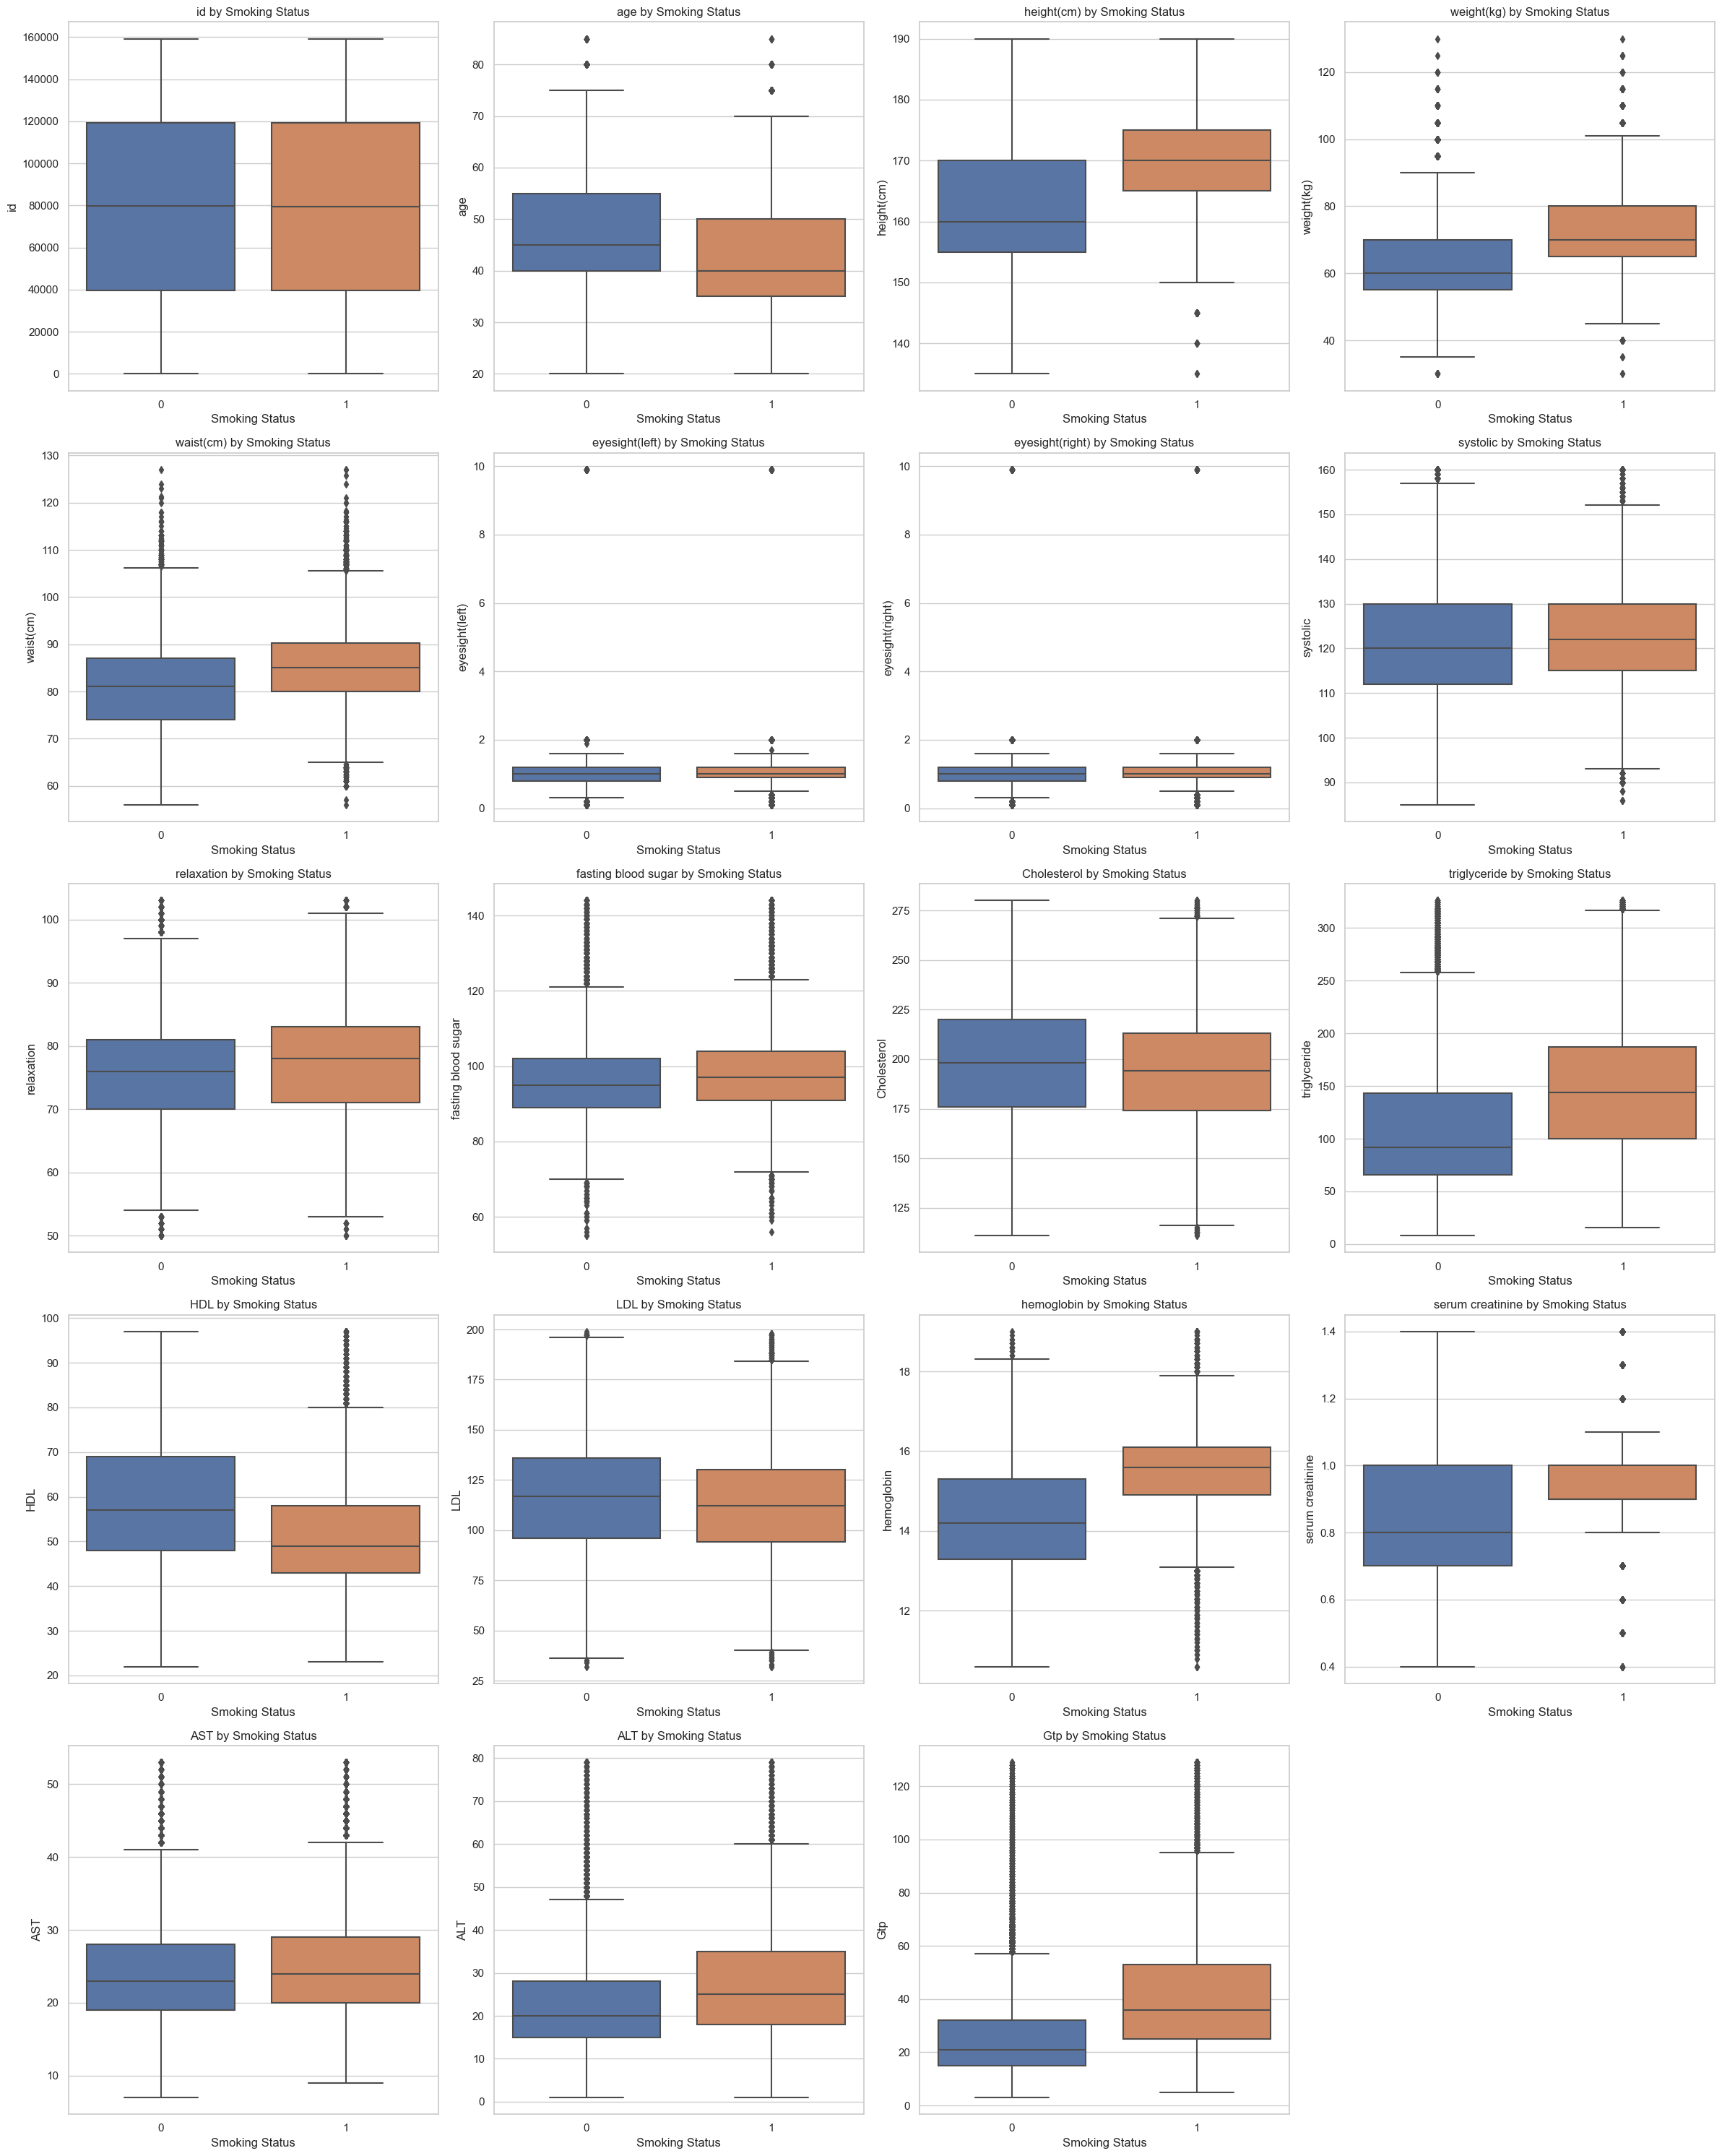 id by Smoking Status
id
160000
140000
120000
100000
80000
60000
40000
20000
0
0 1
Smoking Status
age by Smoking Status
age
80
70
60
50
40
30
20
0 1
Smoking Status
height(cm) by Smoking Status
height(cm)
190
180
170
160
150
140
0 1
Smoking Status
weight(kg) by Smoking Status
weight(kg)
120
100
80
60
40
0 1
Smoking Status
waist(cm) by Smoking Status
waist(cm)
130
120
110
100
90
80
70
60
0 1
Smoking Status
eyesight(left) by Smoking Status
eyesight(left)
10
8
6
4
2
0
0 1
Smoking Status
eyesight(right) by Smoking Status
eyesight(right)
10
8
6
4
2
0
0 1
Smoking Status
systolic by Smoking Status
systolic
160
150
140
130
120
110
100
90
0 1
Smoking Status
relaxation by Smoking Status
relaxation
100
90
80
70
60
50
0 1
Smoking Status
fasting blood sugar by Smoking Status
fasting blood sugar
140
120
100
80
60
0 1
Smoking Status
Cholesterol by Smoking Status
Cholesterol
275
250
225
200
175
150
125
0 1
Smoking Status
triglyceride by Smoking Status
triglyceride
300
250
200
150
100
50
0
0 1
Smoking Status
HDL by Smoking Status
HDL
100
90
80
70
60
50
40
30
20
0 1
Smoking Status
LDL by Smoking Status
LDL
200
175
150
125
100
75
50
25
0 1
Smoking Status
hemoglobin by Smoking Status
hemoglobin
18
16
14
12
0 1
Smoking Status
serum creatinine by Smoking Status
serum creatinine
1.4
1.2
1.0
0.8
0.6
0.4
0 1
Smoking Status
AST by Smoking Status
AST
50
40
30
20
10
0 1
Smoking Status
ALT by Smoking Status
ALT
80
70
60
50
40
30
20
10
0
0 1
Smoking Status
Gtp by Smoking Status
Gtp
120
100
80
60
40
20
0
0 1
Smoking Status